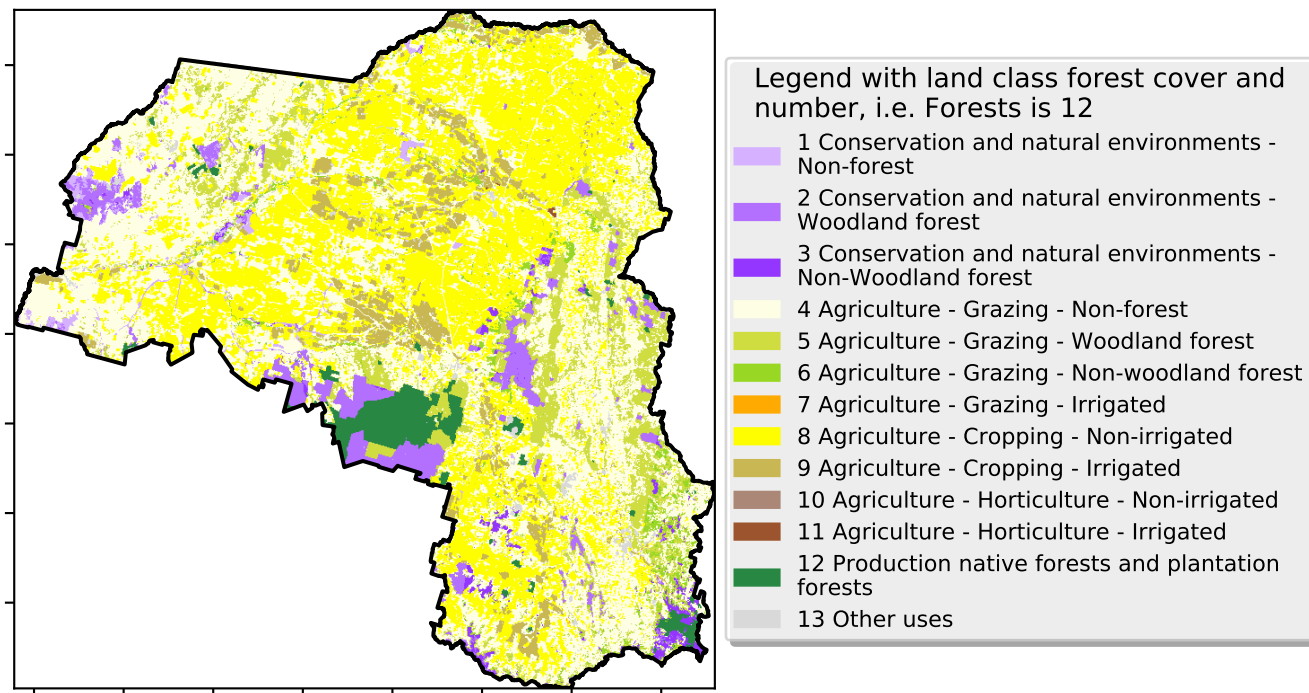 Legend with land class forest cover and
number, i.e. Forests is 12
1 Conservation and natural environments -
Non-forest
2 Conservation and natural environments -
Woodland forest
3 Conservation and natural environments -
Non-Woodland forest
4 Agriculture - Grazing - Non-forest
5 Agriculture - Grazing - Woodland forest
6 Agriculture - Grazing - Non-woodland forest
7 Agriculture - Grazing - Irrigated
8 Agriculture - Cropping - Non-irrigated
9 Agriculture - Cropping - Irrigated
10 Agriculture - Horticulture - Non-irrigated
11 Agriculture - Horticulture - Irrigated
12 Production native forests and plantation
forests
13 Other uses